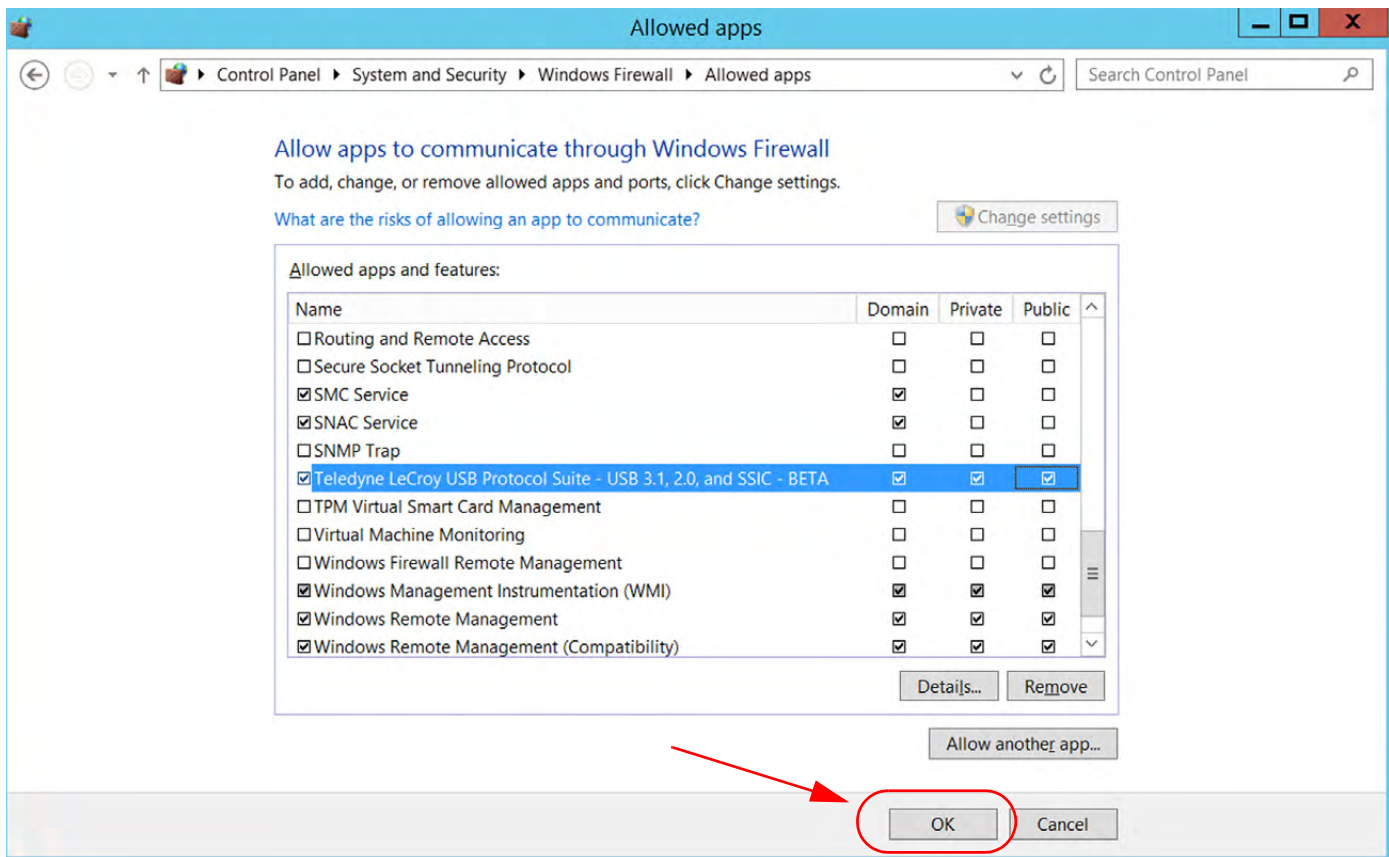 Allowed apps
Control Panel System and Security Windows Firewall Allowed apps Search Control Panel
Allow apps to communicate through Windows Firewall
To add, change, or remove allowed apps and ports, click Change settings.
What are the risks of allowing an app to communicate? Change settings
Allowed apps and features:
Name Domain Private Public
Routing and Remote Access
Secure Socket Tunneling Protocol
SMC Service
SNAC Service
SNMP Trap
Teledyne LeCroy USB Protocol Suite - USB 3.1, 2.0, and SSIC - BETA
TPM Virtual Smart Card Management
Virtual Machine Monitoring
Windows Firewall Remote Management
Windows Management Instrumentation (WMI)
Windows Remote Management
Windows Remote Management (Compatibility)
Details... Remove
Allow another app...
OK Cancel